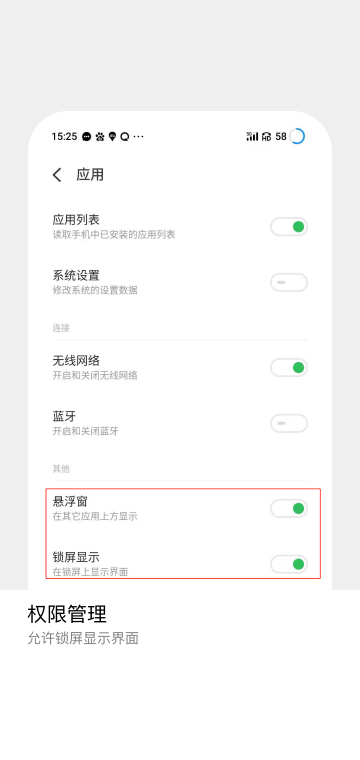 15:25
58
应用
应用列表
读取手机中已安装的应用列表
系统设置
修改系统的设置数据
连接
无线网络
开启和关闭无线网络
蓝牙
开启和关闭蓝牙
其他
悬浮窗
在其它应用上方显示
锁屏显示
在锁屏上显示界面
权限管理
允许锁屏显示界面